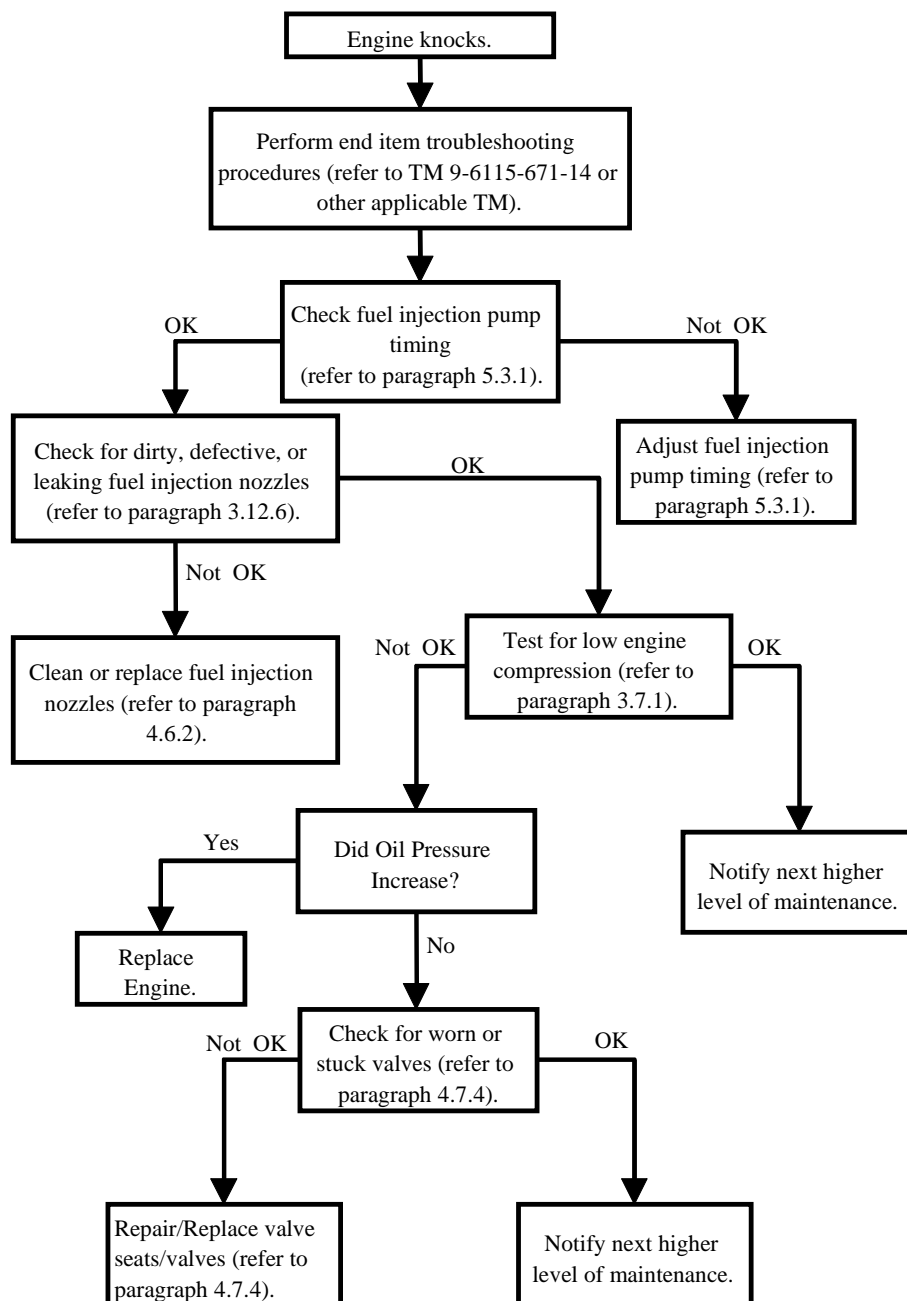 Engine knocks.
Perform end item troubleshooting
procedures (refer to TM 9-6115-671-14 or
other applicable TM).
Check fuel injection pump
timing
(refer to paragraph 5.3.1).
OK
Not OK
Check for dirty, defective, or
leaking fuel injection nozzles
(refer to paragraph 3.12.6).
OK
Adjust fuel injection
pump timing (refer to
paragraph 5.3.1).
Not OK
Clean or replace fuel injection
nozzles (refer to paragraph
4.6.2).
Not OK
Test for low engine
compression (refer to
paragraph 3.7.1).
OK
Yes
Did Oil Pressure
Increase?
Notify next higher
level of maintenance.
No
Replace
Engine.
Not OK
Check for worn or
stuck valves (refer to
paragraph 4.7.4).
OK
Repair/Replace valve
seats/valves (refer to
paragraph 4.7.4).
Notify next higher
level of maintenance.